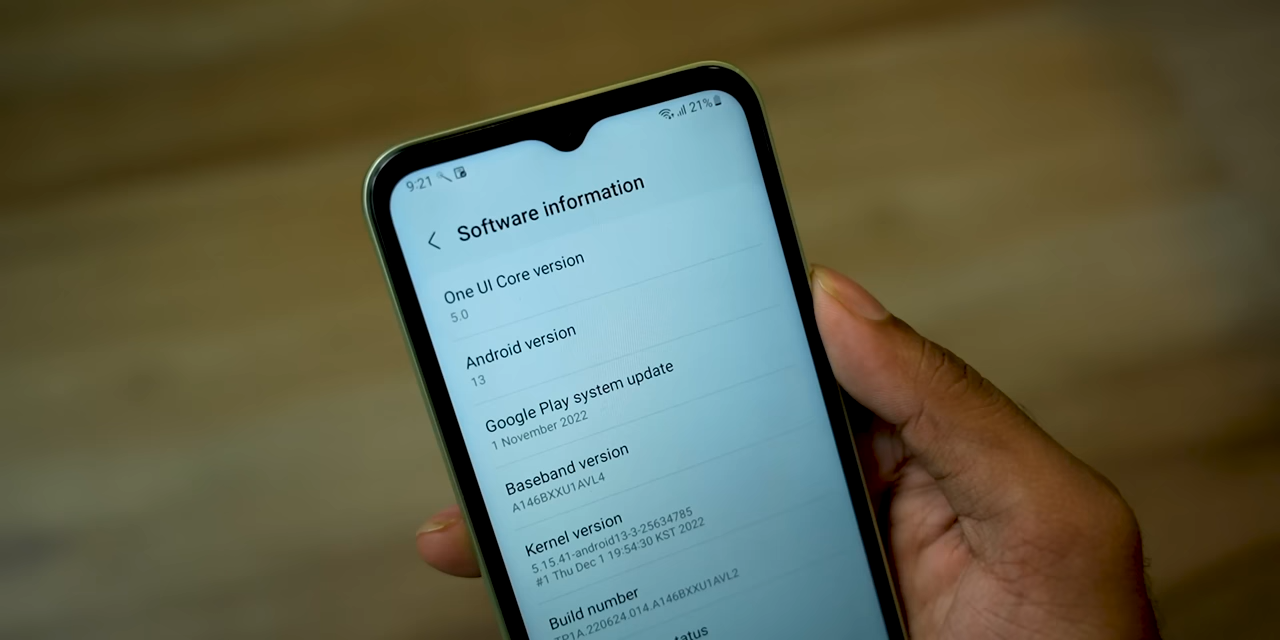 9:21
21%
Software information
One UI Core version
5.0
Android version
13
Google Play system update
1 November 2022
Baseband version
A146BXXU1AVL4
Kernel version
5.15.41-android13-3-25634785
#1 Thu Dec 1 19:54:30 KST 2022
Build number
TP1A.220624.014.A146BXXU1AVL2